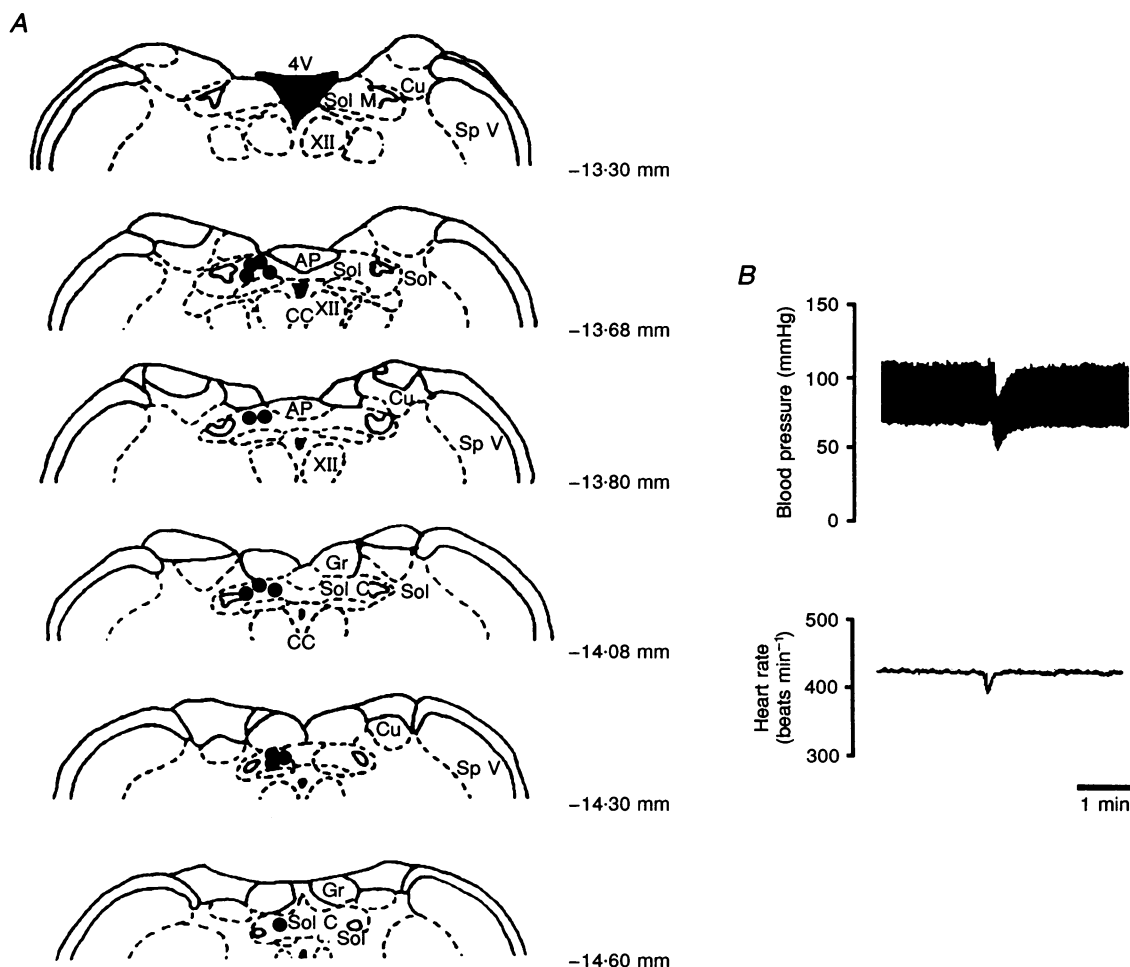 A
4V
Sol M
Cu
XII
Sp V
–13·30 mm
AP
Sol
Sol
CC
XII
–13·68 mm
AP
Cu
XII
Sp V
–13·80 mm
Gr
Sol C
Sol
CC
–14·08 mm
Cu
Sp V
–14·30 mm
Gr
Sol C
Sol
–14·60 mm
B
150
100
50
0
Blood pressure (mmHg)
500
400
300
Heart rate
(beats min⁻¹)
1 min